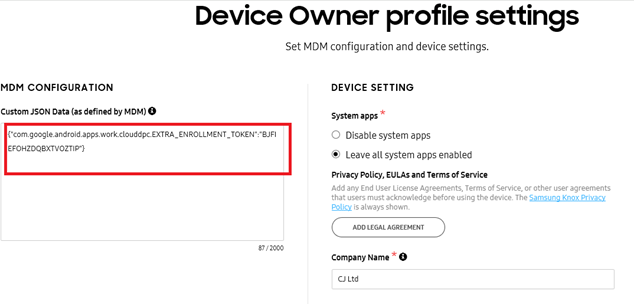 Device Owner profile settings
Set MDM configuration and device settings.
MDM CONFIGURATION
Custom JSON Data (as defined by MDM)
{"com.google.android.apps.work.clouddpc.EXTRA_ENROLLMENT_TOKEN":"BJFI
EFOHZDQBXTVOZTIP"}
87 / 2000
DEVICE SETTING
System apps *
Disable system apps
Leave all system apps enabled
Privacy Policy, EULAs and Terms of Service
Add any End User License Agreements, Terms of Service, or other user agreements
that users must acknowledge before using the device. The Samsung Knox Privacy
Policy is always shown.
ADD LEGAL AGREEMENT
Company Name *
CJ Ltd